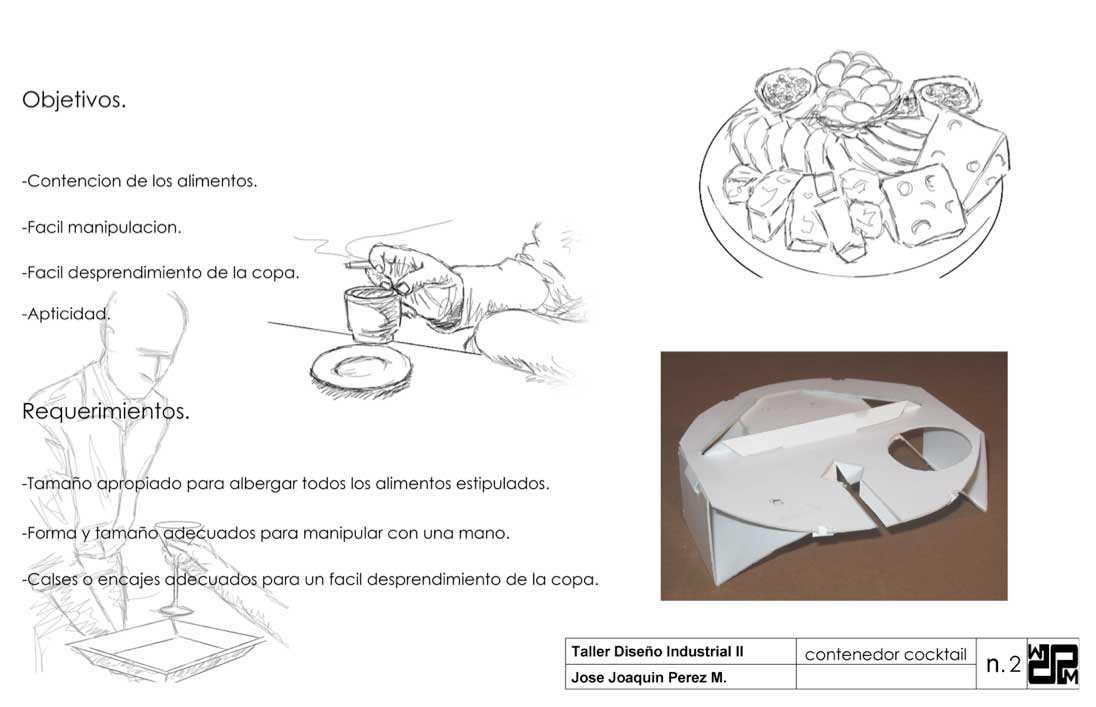 Objetivos.
-Contencion de los alimentos.
-Facil manipulacion.
-Facil desprendimiento de la copa.
-Apticidad.
Requerimientos.
-Tamaño apropiado para albergar todos los alimentos estipulados.
-Forma y tamaño adecuados para manipular con una mano.
-Calses o encajes adecuados para un facil desprendimiento de la copa.
Taller Diseño Industrial II
contenedor cocktail
n. 2
Jose Joaquin Perez M.